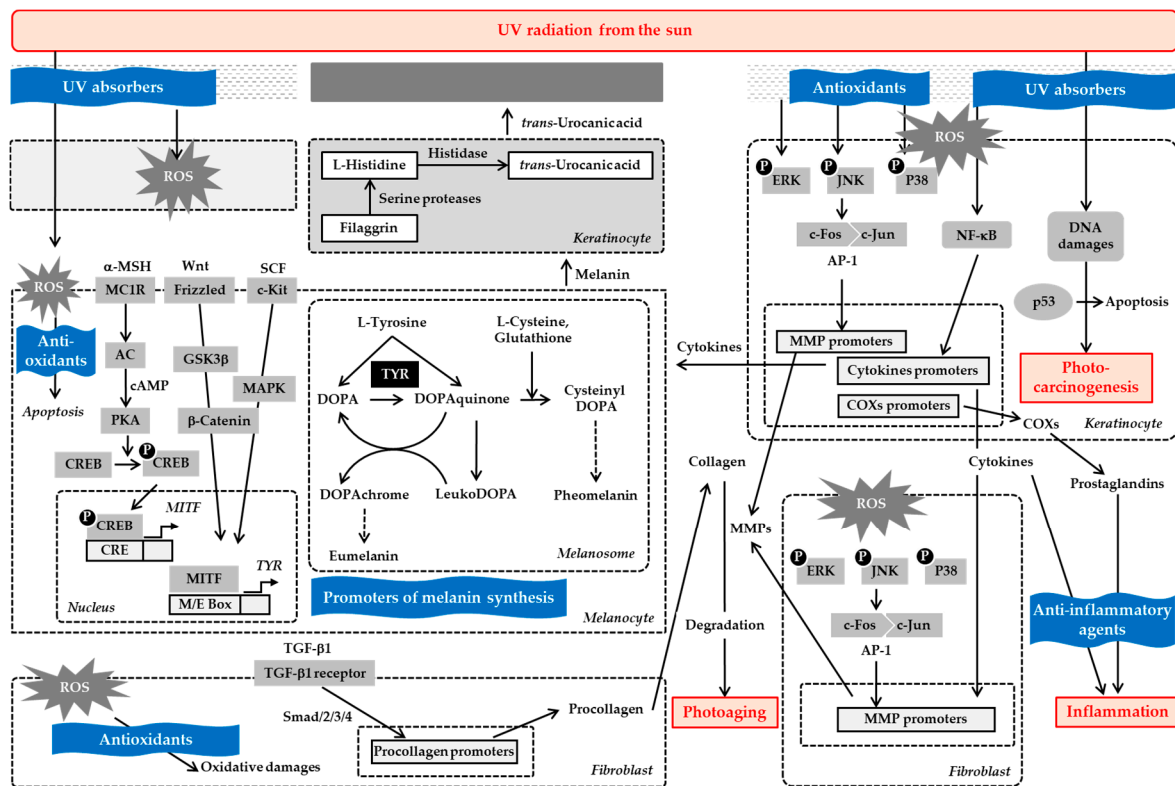 UV radiation from the sun
UV absorbers
ROS
trans-Urocanic acid
L-Histidine
Histidase
trans-Urocanic acid
Serine proteases
Filaggrin
Keratinocyte
Melanin
ROS
Anti-
oxidants
Apoptosis
α-MSH
MC1R
AC
cAMP
PKA
CREB
P
CREB
Wnt
Frizzled
GSK3β
β-Catenin
SCF
c-Kit
MAPK
P
CREB
CRE
MITF
MITF
M/E Box
TYR
Nucleus
L-Tyrosine
TYR
DOPA
DOPAquinone
L-Cysteine,
Glutathione
Cysteinyl
DOPA
DOPAchrome
LeukoDOPA
Pheomelanin
Eumelanin
Melanosome
Promoters of melanin synthesis
Melanocyte
ROS
Antioxidants
Oxidative damages
TGF-β1
TGF-β1 receptor
Smad/2/3/4
Procollagen promoters
Procollagen
Fibroblast
Antioxidants
UV absorbers
ROS
P
ERK
P
JNK
P
P38
c-Fos
c-Jun
AP-1
NF-κB
DNA
damages
p53
Apoptosis
Photo-
carcinogenesis
MMP promoters
Cytokines promoters
COXs promoters
Cytokines
COXs
Keratinocyte
Cytokines
Prostaglandins
Collagen
MMPs
Degradation
Photoaging
ROS
P
ERK
P
JNK
P
P38
c-Fos
c-Jun
AP-1
MMP promoters
Fibroblast
Anti-inflammatory
agents
Inflammation